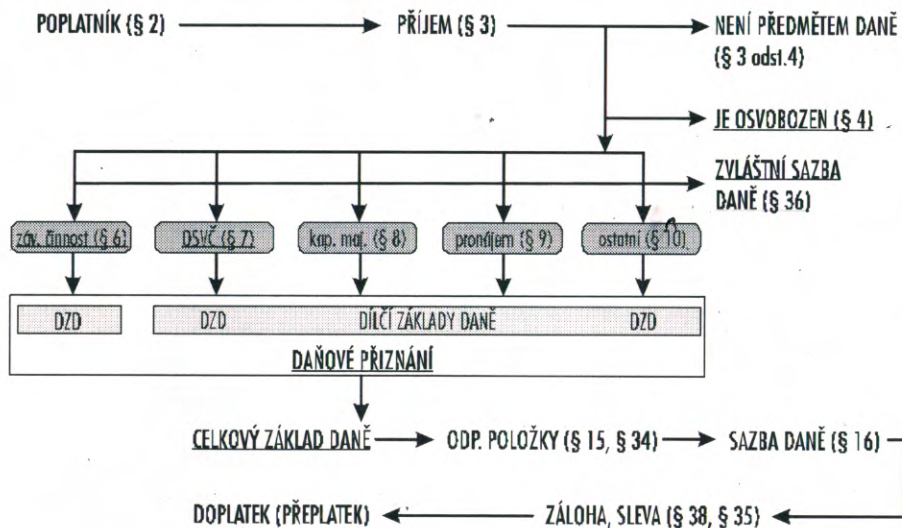 POPLATNÍK (§ 2) PŘÍJEM (§ 3) NENÍ PŘEDMĚTEM DANĚ
(§ 3 odst.4)
JE OSVOBOZEN (§ 4)
ZVLÁŠTNÍ SAZBA
DANĚ (§ 36)
záv. činnost (§ 6) DSVČ (§ 7) kap. maj. (§ 8) pronájem (§ 9) ostatní (§ 10)
DZD DZD DÍLČÍ ZÁKLADY DANĚ DZD
DAŇOVÉ PŘIZNÁNÍ
CELKOVÝ ZÁKLAD DANĚ ODP. POLOŽKY (§ 15, § 34) SAZBA DANĚ (§ 16)
DOPLATEK (PŘEPLATEK) ZÁLOHA, SLEVA (§ 38, § 35)